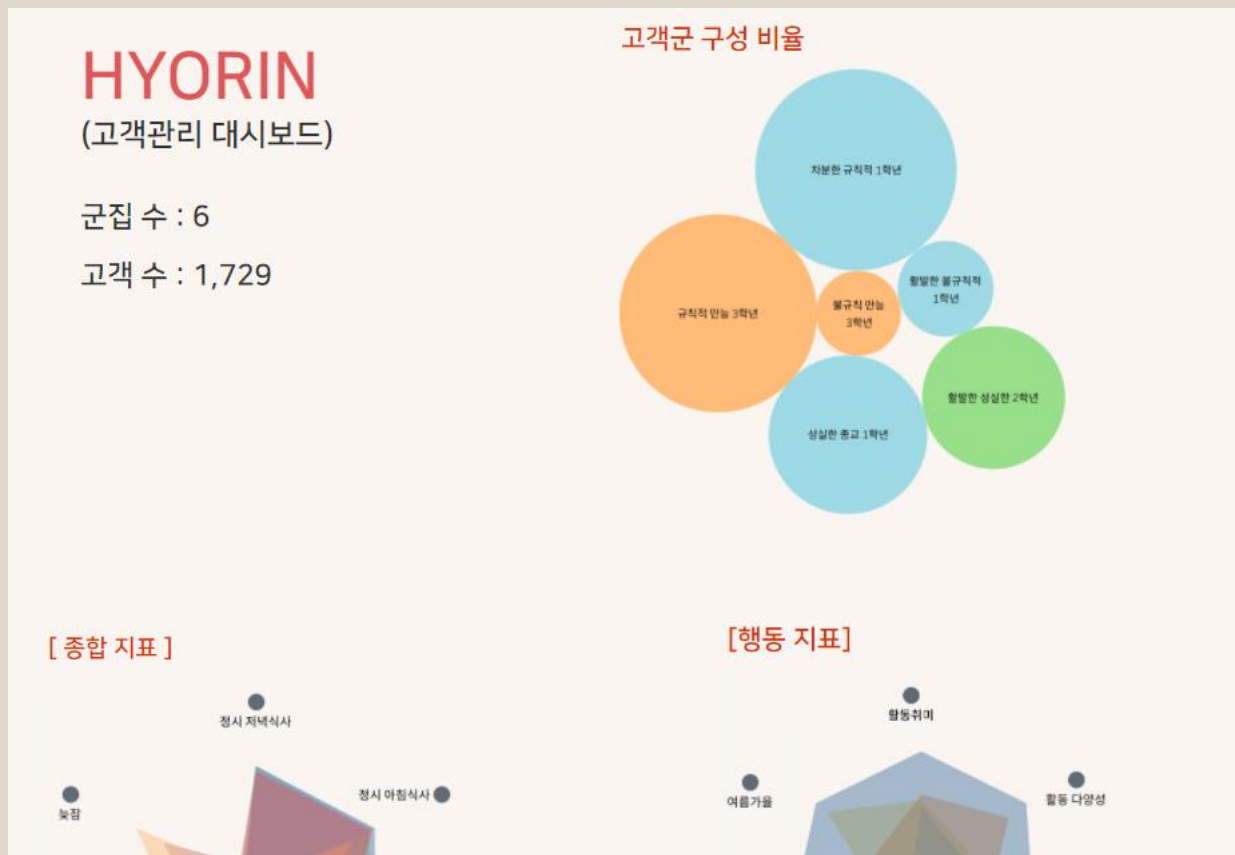 HYORIN
(고객관리 대시보드)
군집 수 : 6
고객 수 : 1,729
고객군 구성 비율
차분한 규칙적 1학년
규칙적 만능 3학년
불규칙 만능
3학년
활발한 불규칙적
1학년
활발한 성실한 2학년
성실한 종교 1학년
[ 종합 지표 ]
정시 저녁식사
정시 아침식사
늦잠
[행동 지표]
활동취미
여름가을
활동 다양성